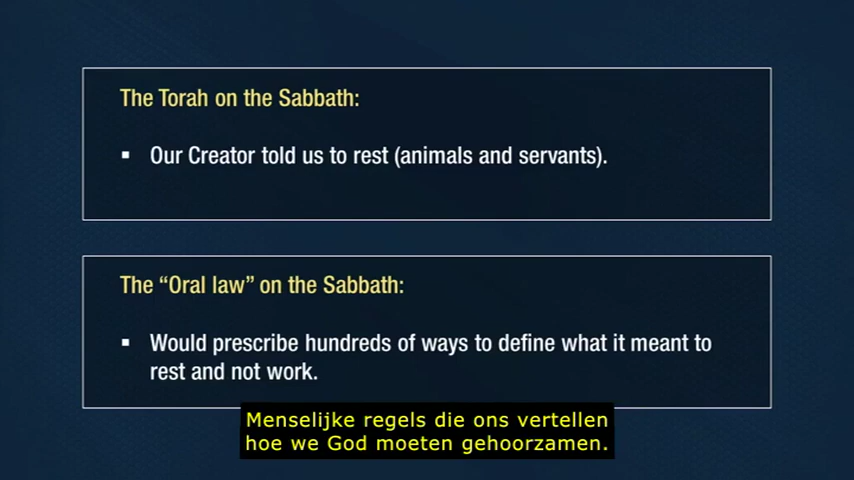 The Torah on the Sabbath:
▪ Our Creator told us to rest (animals and servants).
The “Oral law” on the Sabbath:
▪ Would prescribe hundreds of ways to define what it meant to
rest and not work.
Menselijke regels die ons vertellen
hoe we God moeten gehoorzamen.